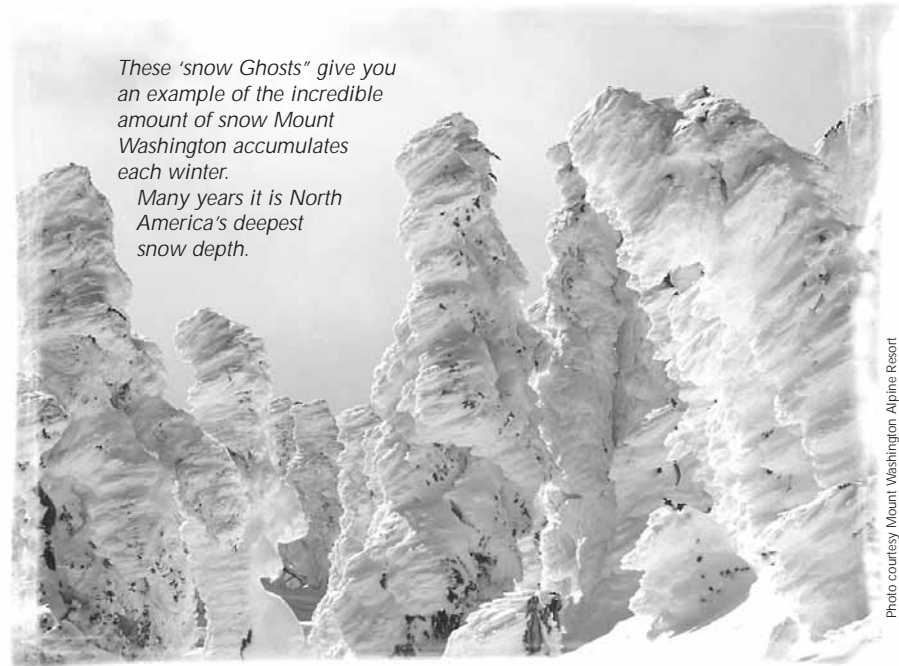 These ‘snow Ghosts” give you
an example of the incredible
amount of snow Mount
Washington accumulates
each winter.
Many years it is North
America’s deepest
snow depth.
Photo courtesy Mount Washington Alpine Resort